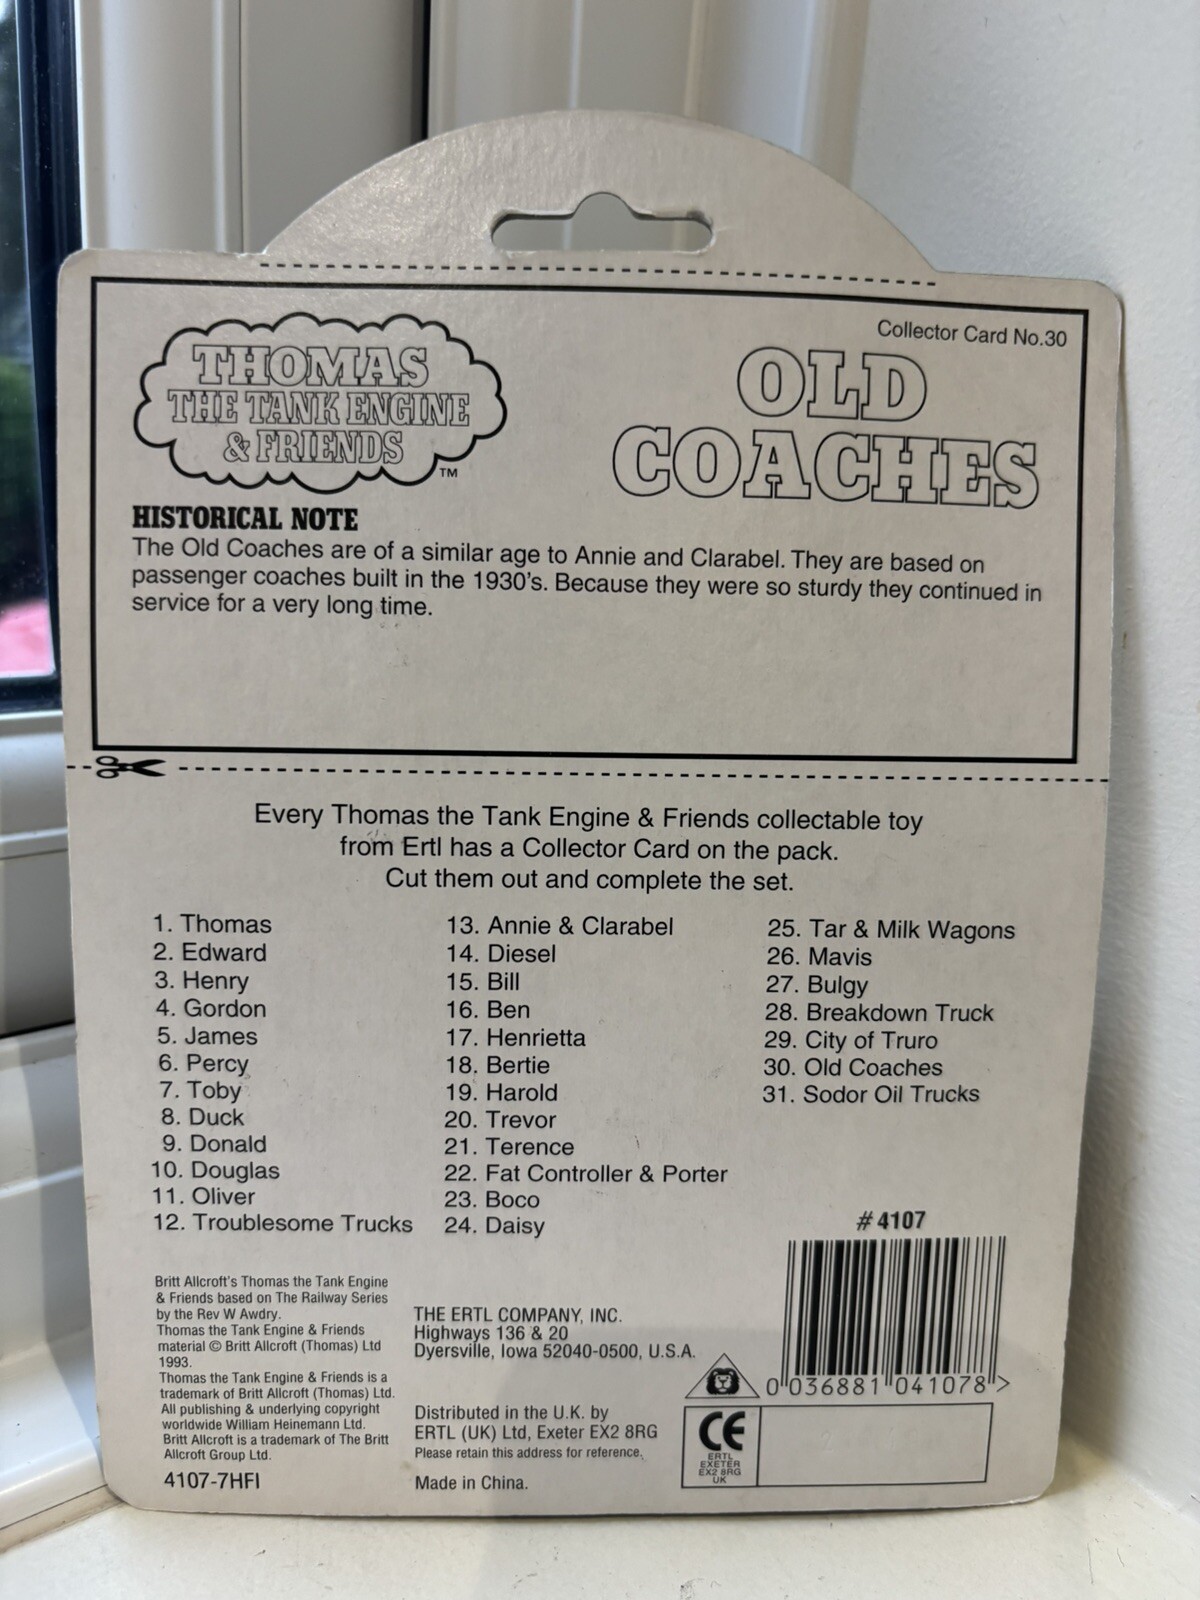 Collector Card No.30
THOMAS
THE TANK ENGINE
& FRIENDS
TM
OLD
COACHES
HISTORICAL NOTE
The Old Coaches are of a similar age to Annie and Clarabel. They are based on
passenger coaches built in the 1930's. Because they were so sturdy they continued in
service for a very long time.
Every Thomas the Tank Engine & Friends collectable toy
from Ertl has a Collector Card on the pack.
Cut them out and complete the set.
1. Thomas
2. Edward
3. Henry
4. Gordon
5. James
6. Percy
7. Toby
8. Duck
9. Donald
10. Douglas
11. Oliver
12. Troublesome Trucks
13. Annie & Clarabel
14. Diesel
15. Bill
16. Ben
17. Henrietta
18. Bertie
19. Harold
20. Trevor
21. Terence
22. Fat Controller & Porter
23. Boco
24. Daisy
25. Tar & Milk Wagons
26. Mavis
27. Bulgy
28. Breakdown Truck
29. City of Truro
30. Old Coaches
31. Sodor Oil Trucks
Britt Allcroft's Thomas the Tank Engine
& Friends based on The Railway Series
by the Rev W Awdry.
Thomas the Tank Engine & Friends
material © Britt Allcroft (Thomas) Ltd
1993.
Thomas the Tank Engine & Friends is a
trademark of Britt Allcroft (Thomas) Ltd.
All publishing & underlying copyright
worldwide William Heinemann Ltd.
Britt Allcroft is a trademark of The Britt
Allcroft Group Ltd.
4107-7HFI
THE ERTL COMPANY, INC.
Highways 136 & 20
Dyersville, Iowa 52040-0500, U.S.A.
Distributed in the U.K. by
ERTL (UK) Ltd, Exeter EX2 8RG
Please retain this address for reference.
Made in China.
#4107
0 036881 041078 >
CE
ERTL
EXETER
EX2 8RG
UK